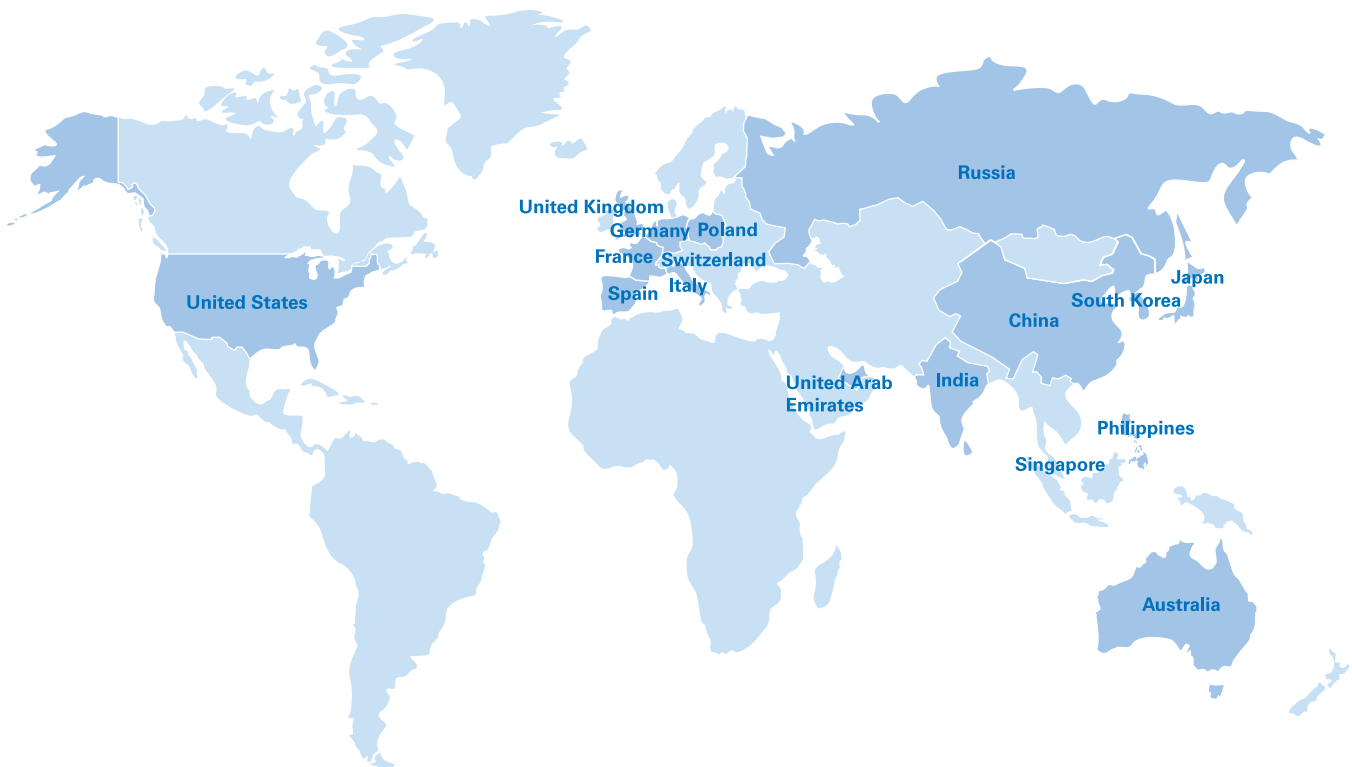 Russia
United Kingdom
Germany
Poland
France
Switzerland
Italy
Spain
United States
Japan
South Korea
China
United Arab
Emirates
India
Philippines
Singapore
Australia